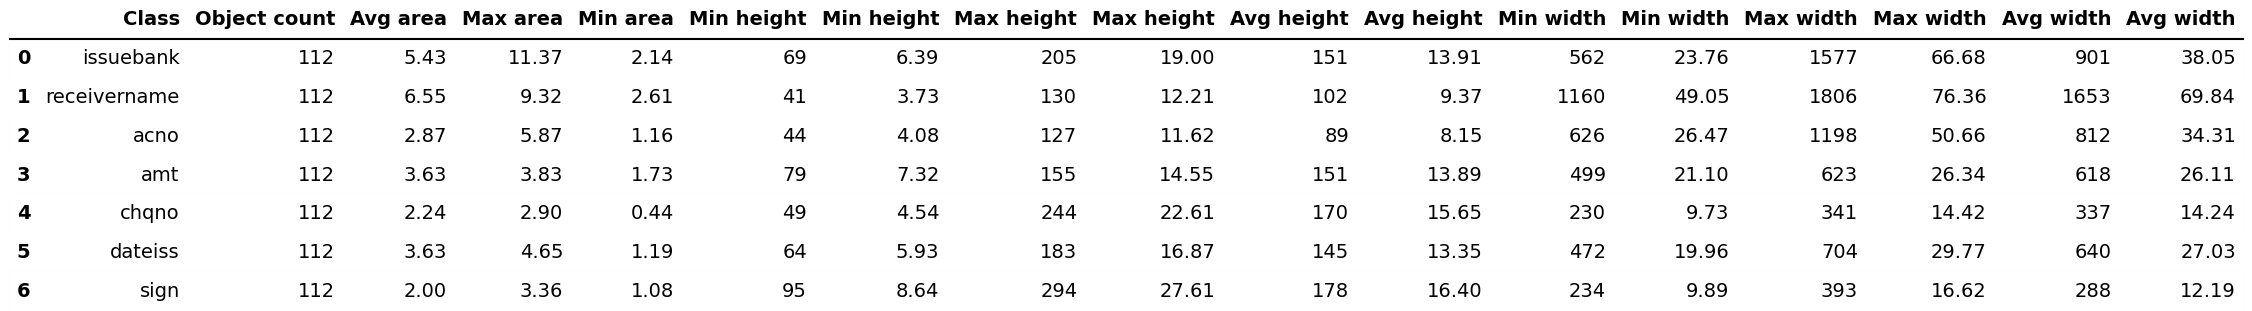 Class Object count Avg area Max area Min area Min height Min height Max height Max height Avg height Avg height Min width Min width Max width Max width Avg width Avg width
0 issuebank 112 5.43 11.37 2.14 69 6.39 205 19.00 151 13.91 562 23.76 1577 66.68 901 38.05
1 receivername 112 6.55 9.32 2.61 41 3.73 130 12.21 102 9.37 1160 49.05 1806 76.36 1653 69.84
2 acno 112 2.87 5.87 1.16 44 4.08 127 11.62 89 8.15 626 26.47 1198 50.66 812 34.31
3 amt 112 3.63 3.83 1.73 79 7.32 155 14.55 151 13.89 499 21.10 623 26.34 618 26.11
4 chqno 112 2.24 2.90 0.44 49 4.54 244 22.61 170 15.65 230 9.73 341 14.42 337 14.24
5 dateiss 112 3.63 4.65 1.19 64 5.93 183 16.87 145 13.35 472 19.96 704 29.77 640 27.03
6 sign 112 2.00 3.36 1.08 95 8.64 294 27.61 178 16.40 234 9.89 393 16.62 288 12.19